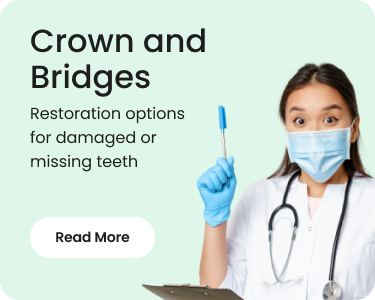 Crown and
Bridges
Restoration options
for damaged or
missing teeth
Read More